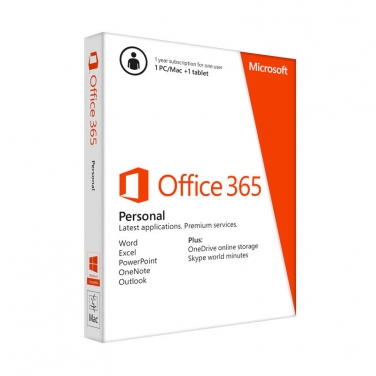 1 year subscription for one user
1 PC/Mac +1 tablet
Microsoft
Office 365
Personal
Latest applications. Premium services.
Word
Excel
PowerPoint
OneNote
Outlook
Plus:
OneDrive online storage
Skype world minutes
Office 365
Personal
Mac